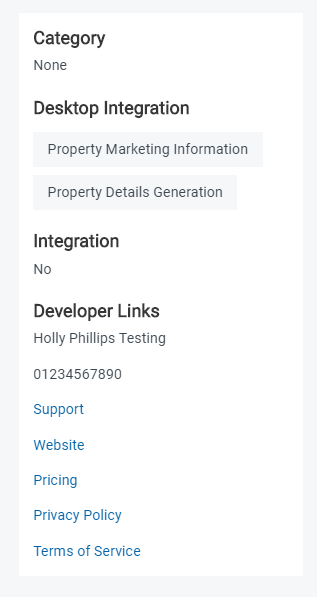 Category
None
Desktop Integration
Property Marketing Information
Property Details Generation
Integration
No
Developer Links
Holly Phillips Testing
01234567890
Support
Website
Pricing
Privacy Policy
Terms of Service